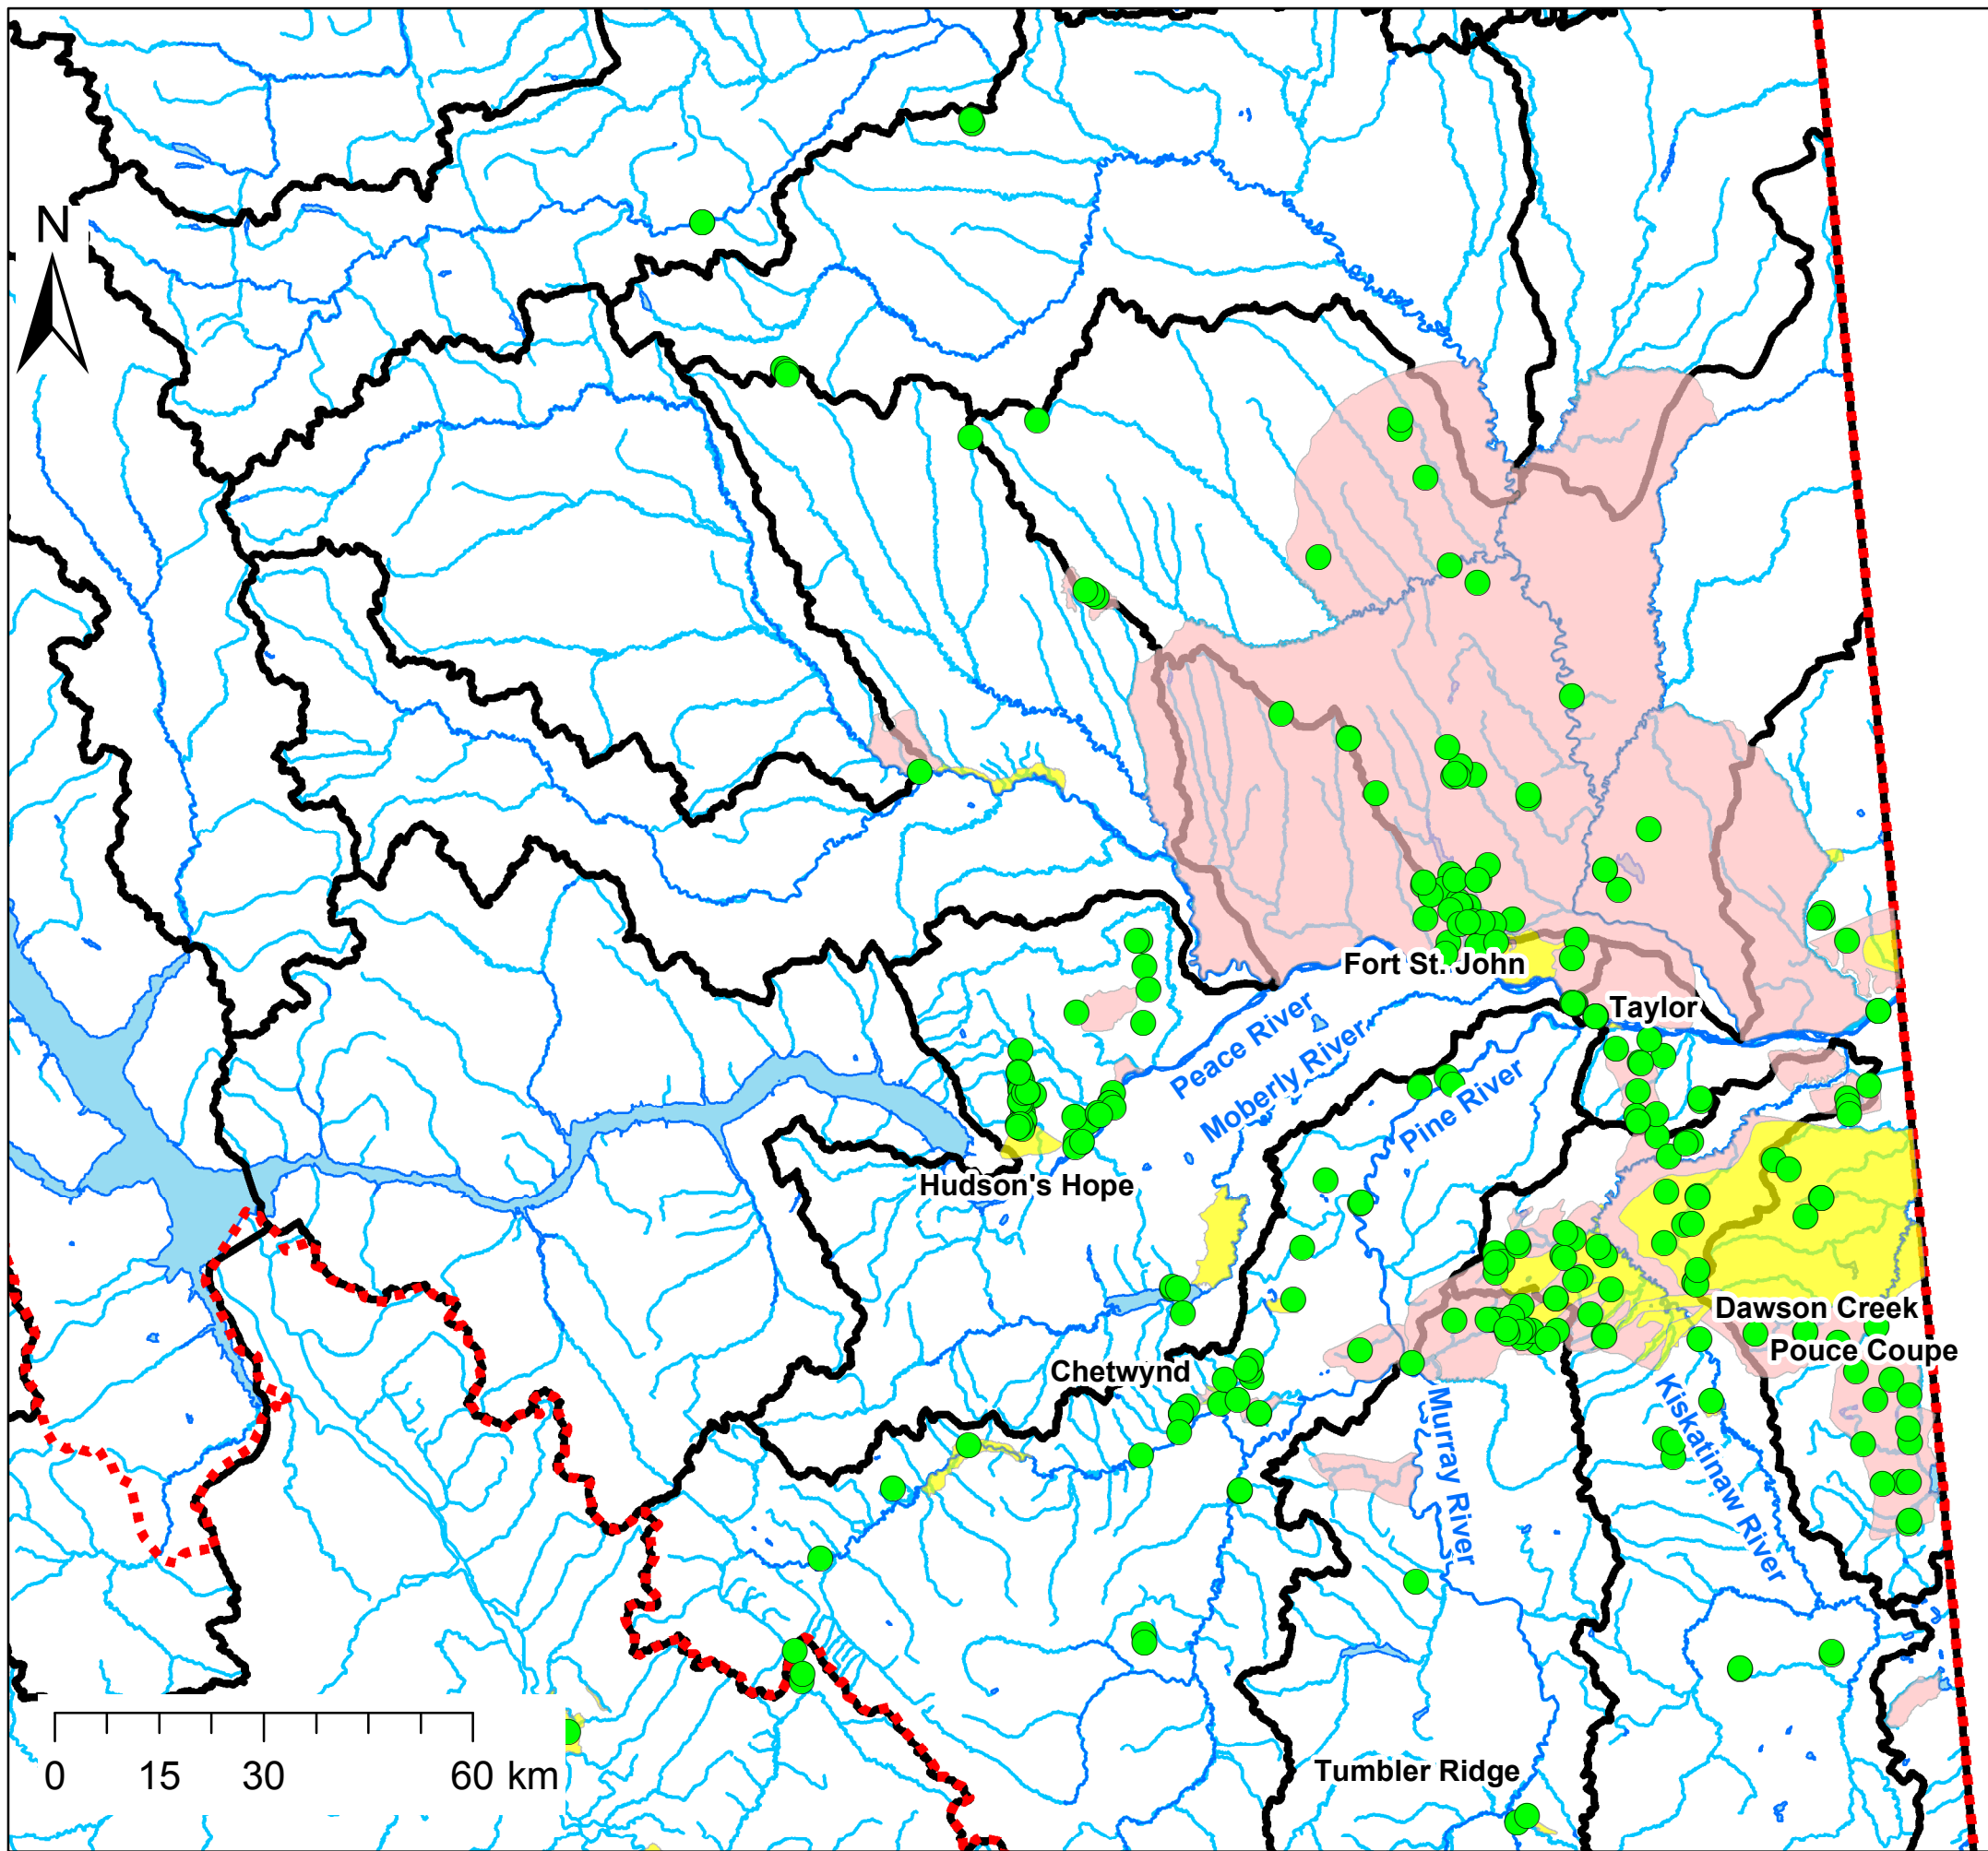 N
Fort St. John
Taylor
Peace River
Moberly River
Pine River
Hudson's Hope
Dawson Creek
Pouce Coupe
Chetwynd
Murray River
Kiskatinaw River
Tumbler Ridge
0 15 30 60 km